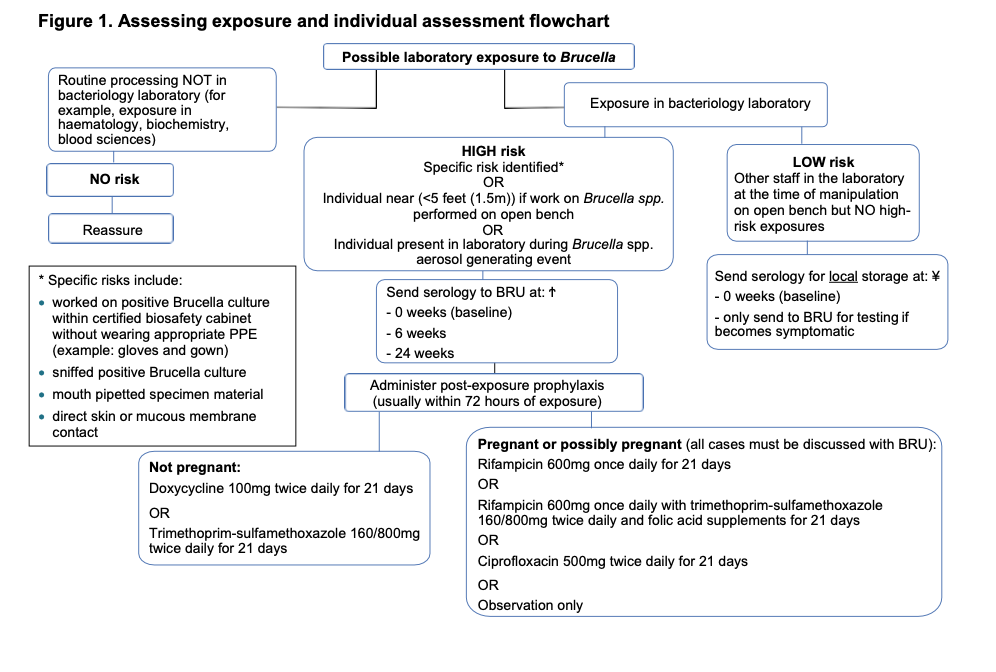 Figure 1. Assessing exposure and individual assessment flowchart
Possible laboratory exposure to Brucella
Routine processing NOT in
bacteriology laboratory (for
example, exposure in
haematology, biochemistry,
blood sciences)
NO risk
Reassure
Exposure in bacteriology laboratory
HIGH risk
Specific risk identified*
OR
Individual near (<5 feet (1.5m)) if work on Brucella spp.
performed on open bench
OR
Individual present in laboratory during Brucella spp.
aerosol generating event
LOW risk
Other staff in the laboratory
at the time of manipulation
on open bench but NO high-
risk exposures
* Specific risks include:
• worked on positive Brucella culture
within certified biosafety cabinet
without wearing appropriate PPE
(example: gloves and gown)
• sniffed positive Brucella culture
• mouth pipetted specimen material
• direct skin or mucous membrane
contact
Send serology to BRU at: †
- 0 weeks (baseline)
- 6 weeks
- 24 weeks
Send serology for local storage at: ¥
- 0 weeks (baseline)
- only send to BRU for testing if
becomes symptomatic
Administer post-exposure prophylaxis
(usually within 72 hours of exposure)
Not pregnant:
Doxycycline 100mg twice daily for 21 days
OR
Trimethoprim-sulfamethoxazole 160/800mg
twice daily for 21 days
Pregnant or possibly pregnant (all cases must be discussed with BRU):
Rifampicin 600mg once daily for 21 days
OR
Rifampicin 600mg once daily with trimethoprim-sulfamethoxazole
160/800mg twice daily and folic acid supplements for 21 days
OR
Ciprofloxacin 500mg twice daily for 21 days
OR
Observation only